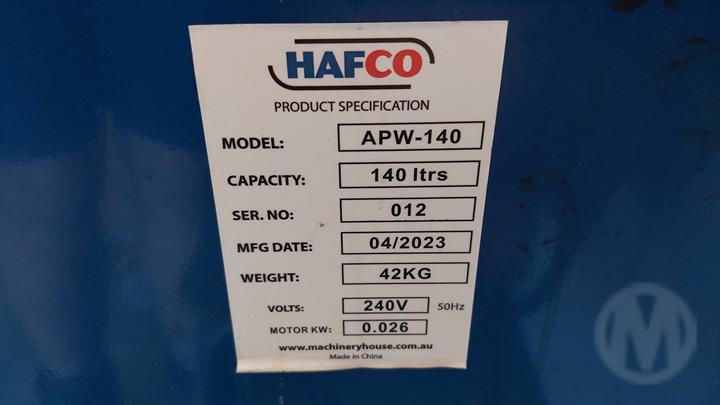 HAFCO
PRODUCT SPECIFICATION
MODEL: APW-140
CAPACITY: 140 ltrs
SER. NO: 012
MFG DATE: 04/2023
WEIGHT: 42KG
VOLTS: 240V 50Hz
MOTOR KW: 0.026
www.machineryhouse.com.au
Made in China
M